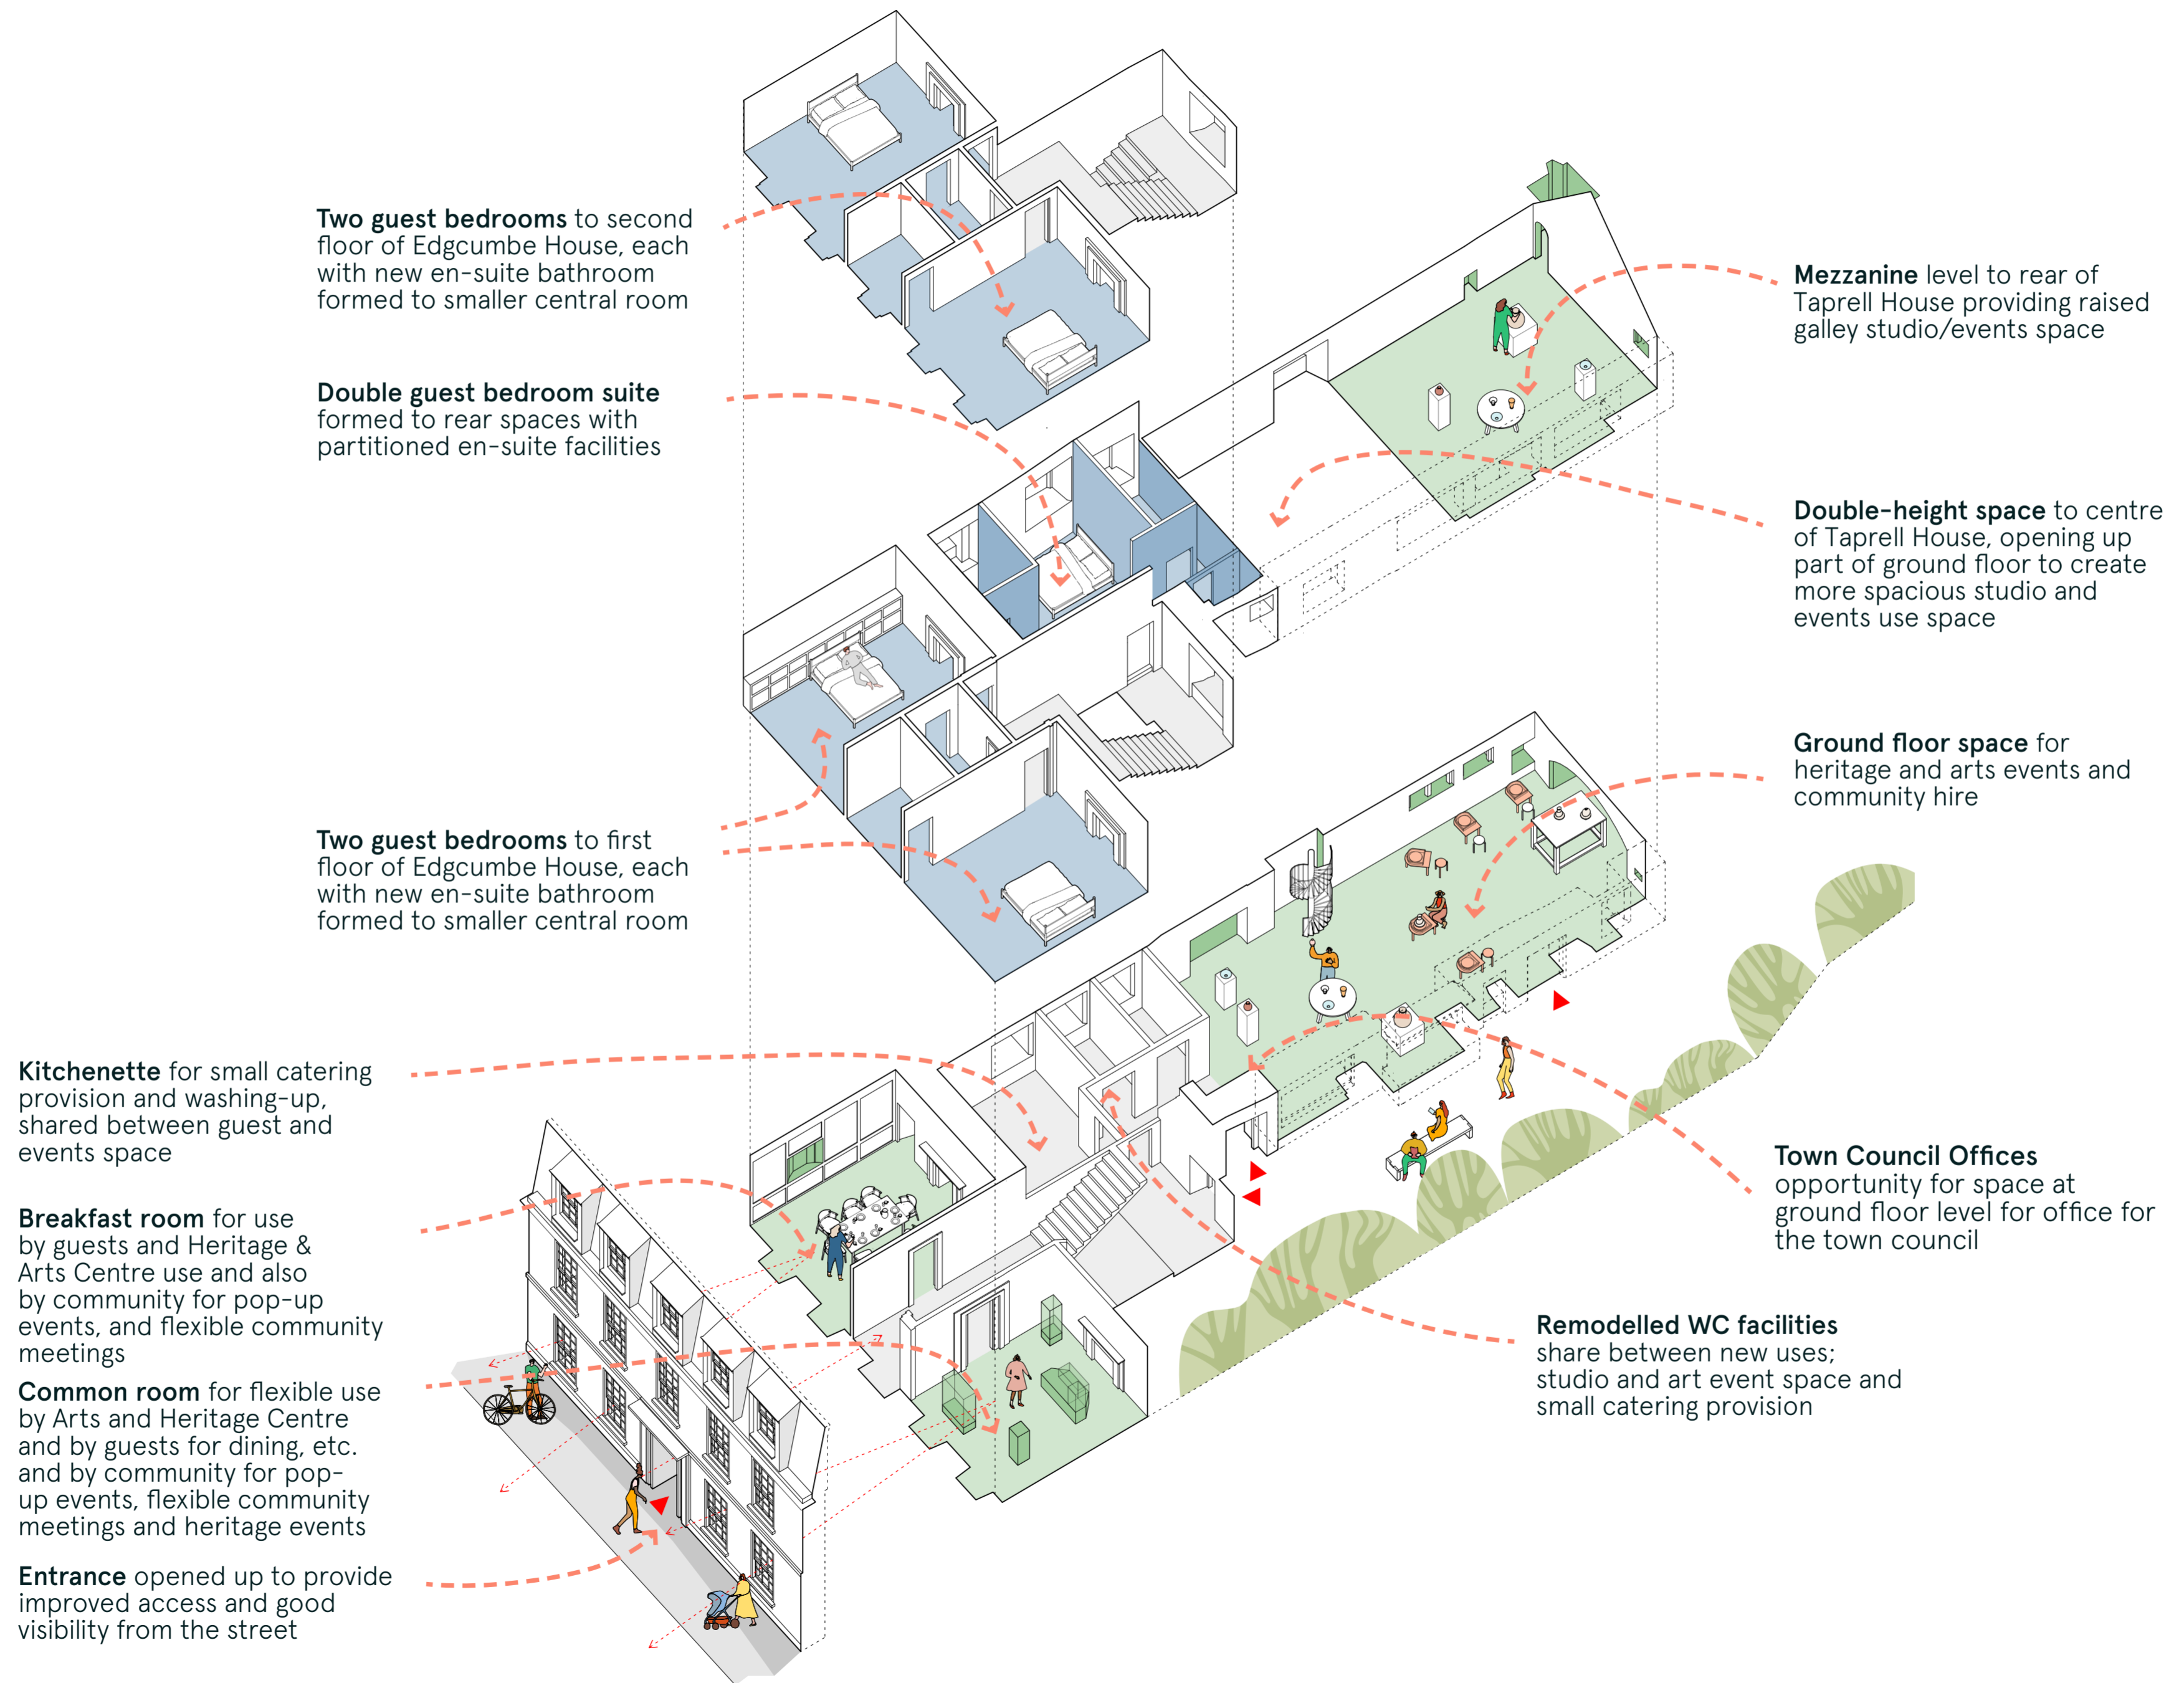 Two guest bedrooms to second
floor of Edgcumbe House, each
with new en-suite bathroom
formed to smaller central room
Double guest bedroom suite
formed to rear spaces with
partitioned en-suite facilities
Two guest bedrooms to first
floor of Edgcumbe House, each
with new en-suite bathroom
formed to smaller central room
Kitchenette for small catering
provision and washing-up,
shared between guest and
events space
Breakfast room for use
by guests and Heritage &
Arts Centre use and also
by community for pop-up
events, and flexible community
meetings
Common room for flexible use
by Arts and Heritage Centre
and by guests for dining, etc.
and by community for pop-
up events, flexible community
meetings and heritage events
Entrance opened up to provide
improved access and good
visibility from the street
Mezzanine level to rear of
Taprell House providing raised
galley studio/events space
Double-height space to centre
of Taprell House, opening up
part of ground floor to create
more spacious studio and
events use space
Ground floor space for
heritage and arts events and
community hire
Town Council Offices
opportunity for space at
ground floor level for office for
the town council
Remodelled WC facilities
share between new uses;
studio and art event space and
small catering provision